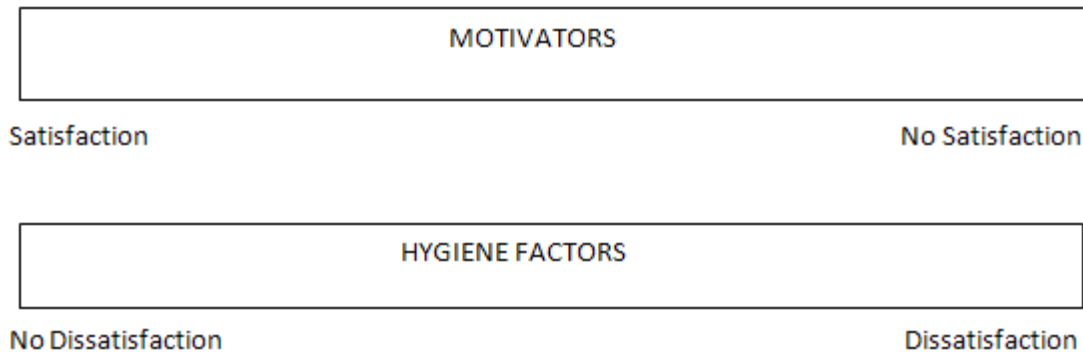 MOTIVATORS
Satisfaction No Satisfaction
HYGIENE FACTORS
No Dissatisfaction Dissatisfaction